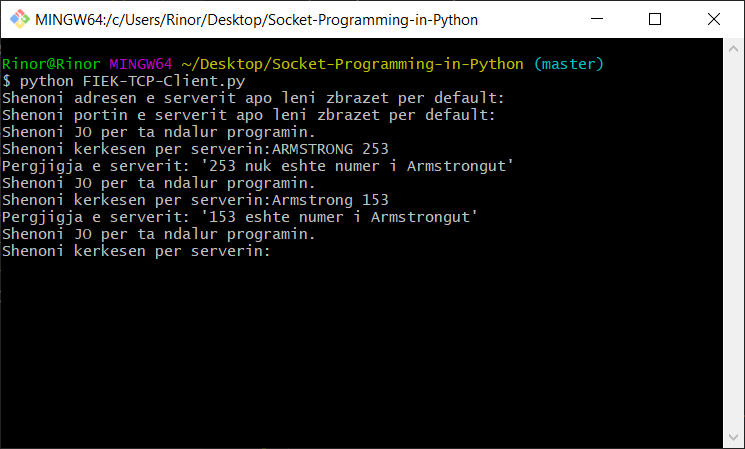 MINGW64:/c/Users/Rinor/Desktop/Socket-Programming-in-Python
Rinor@Rinor MINGW64 ~/Desktop/Socket-Programming-in-Python (master)
$ python FIEK-TCP-Client.py
Shenoni adresen e serverit apo leni zbrazet per default:
Shenoni portin e serverit apo leni zbrazet per default:
Shenoni JO per ta ndalur programin.
Shenoni kerkesen per serverin:ARMSTRONG 253
Pergjigja e serverit: '253 nuk eshte numer i Armstrongut'
Shenoni JO per ta ndalur programin.
Shenoni kerkesen per serverin:Armstrong 153
Pergjigja e serverit: '153 eshte numer i Armstrongut'
Shenoni JO per ta ndalur programin.
Shenoni kerkesen per serverin: